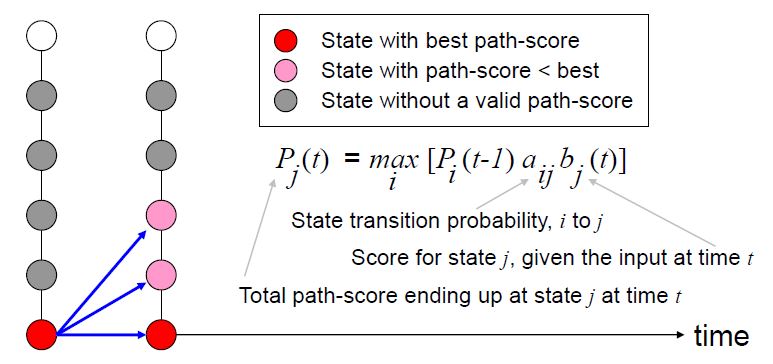 State with best path-score
State with path-score < best
State without a valid path-score
P_j(t) = max_i [P_i(t-1) a_ij b_j(t)]
State transition probability, i to j
Score for state j, given the input at time t
Total path-score ending up at state j at time t
time